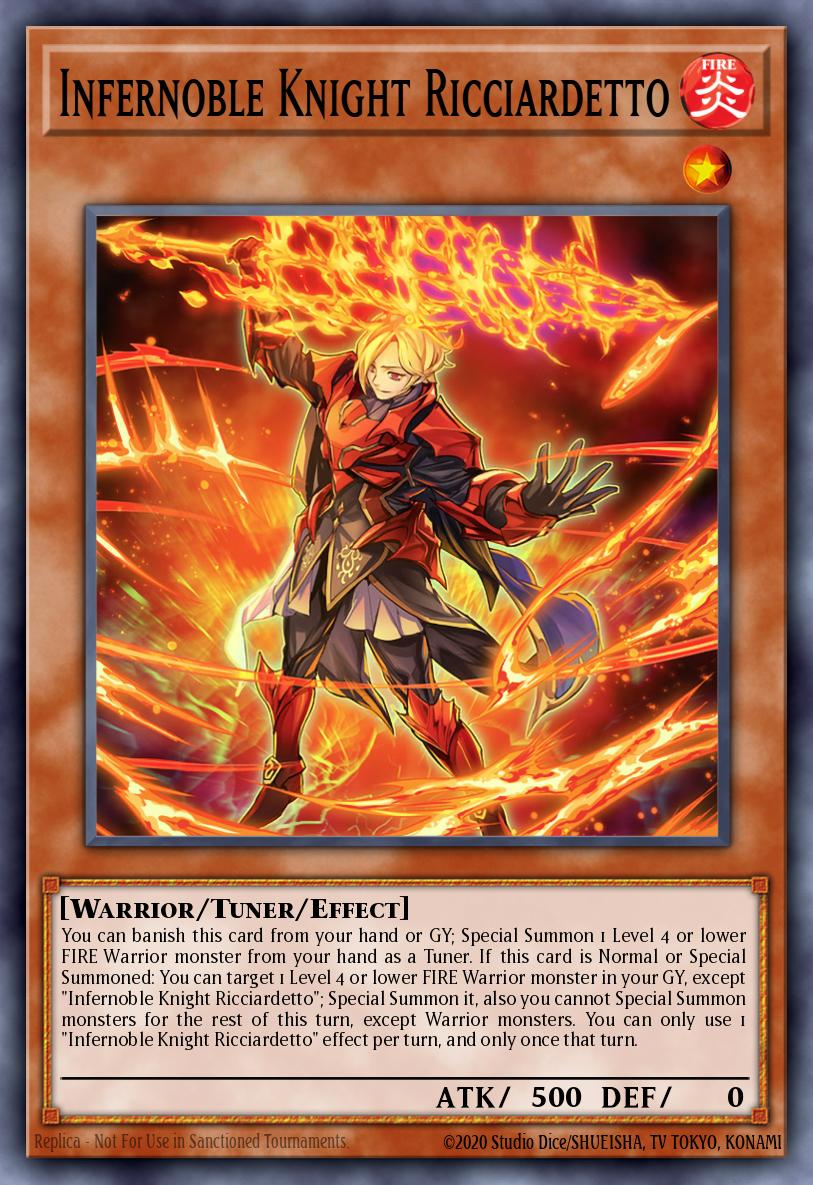 Infernoble Knight Ricciardetto
FIRE
炎
[Warrior/Tuner/Effect]
You can banish this card from your hand or GY; Special Summon 1 Level 4 or lower
FIRE Warrior monster from your hand as a Tuner. If this card is Normal or Special
Summoned: You can target 1 Level 4 or lower FIRE Warrior monster in your GY, except
"Infernoble Knight Ricciardetto"; Special Summon it, also you cannot Special Summon
monsters for the rest of this turn, except Warrior monsters. You can only use 1
"Infernoble Knight Ricciardetto" effect per turn, and only once that turn.
ATK/ 500 DEF/ 0
Replica - Not For Use in Sanctioned Tournaments.
©2020 Studio Dice/SHUEISHA, TV TOKYO, KONAMI